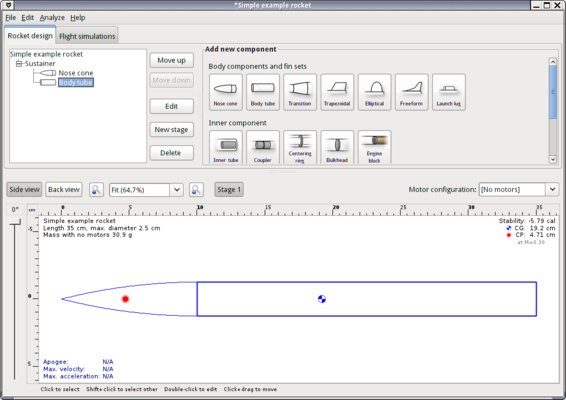 *Simple example rocket
File Edit Analyze Help
Rocket design Flight simulations
Simple example rocket
Sustainer
Nose cone
Body tube
Move up
Move down
Edit
New stage
Delete
Add new component
Body components and fin sets
Nose cone Body tube Transition Trapezoidal Elliptical Freeform Launch lug
Inner component
Inner tube Coupler Centering ring Bulkhead Engine block
Side view Back view Fit (64.7%) Stage 1 Motor configuration: [No motors]
0° cm 0 5 10 15 20 25 30 35
Simple example rocket
Length 35 cm, max. diameter 2.5 cm
Mass with no motors 30.9 g
Stability: -5.79 cal
CG: 19.2 cm
CP: 4.71 cm
at M=0.30
-5
0
5
Apogee: N/A
Max. velocity: N/A
Max. acceleration: N/A
Click to select Shift+click to select other Double-click to edit Click+drag to move